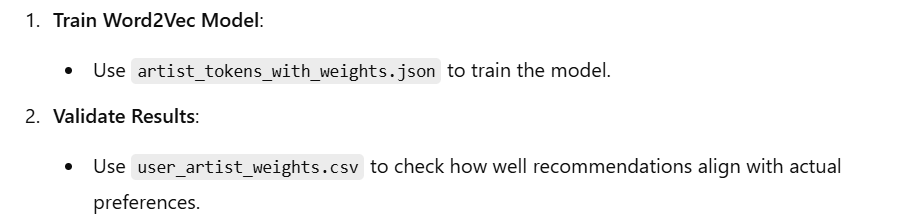 1. Train Word2Vec Model:
• Use artist_tokens_with_weights.json to train the model.
2. Validate Results:
• Use user_artist_weights.csv to check how well recommendations align with actual
preferences.